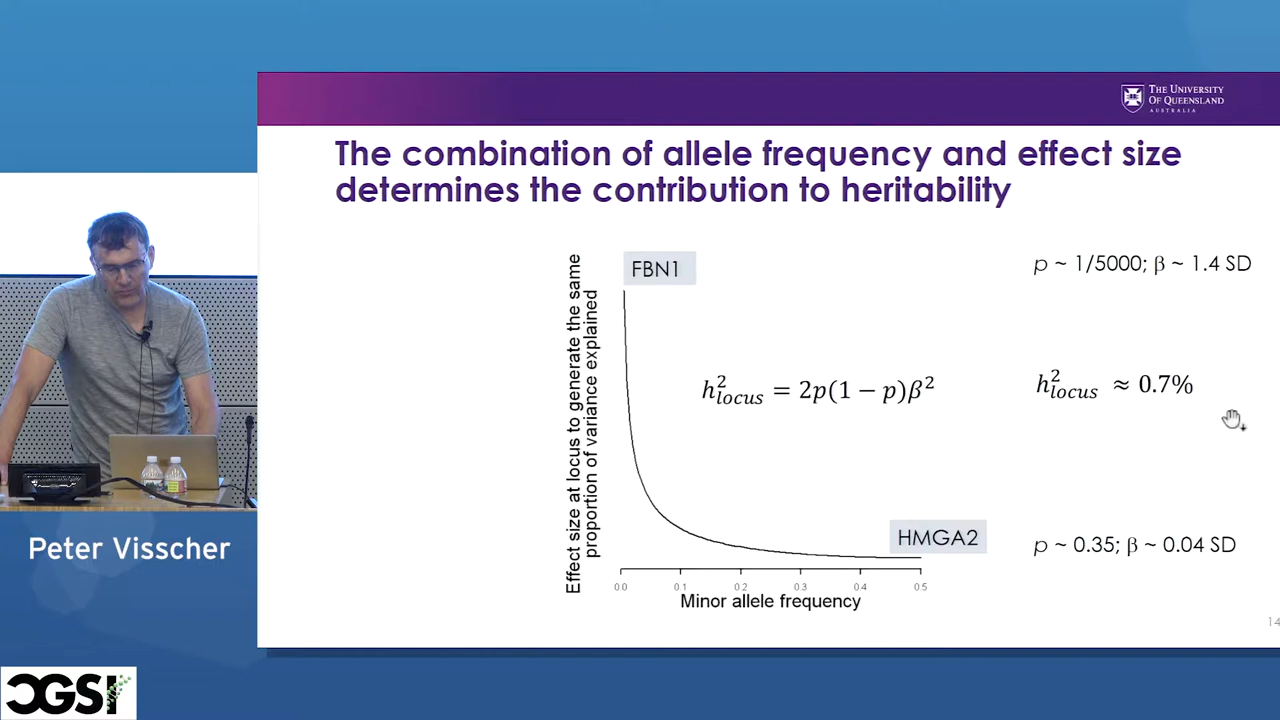 THE UNIVERSITY
OF QUEENSLAND
AUSTRALIA
The combination of allele frequency and effect size
determines the contribution to heritability
Effect size at locus to generate the same
proportion of variance explained
FBN1
p ~ 1/5000; β ~ 1.4 SD
h²_locus = 2p(1 − p)β²
h²_locus ≈ 0.7%
HMGA2
p ~ 0.35; β ~ 0.04 SD
0.0 0.1 0.2 0.3 0.4 0.5
Minor allele frequency
14
Peter Visscher
CGSI